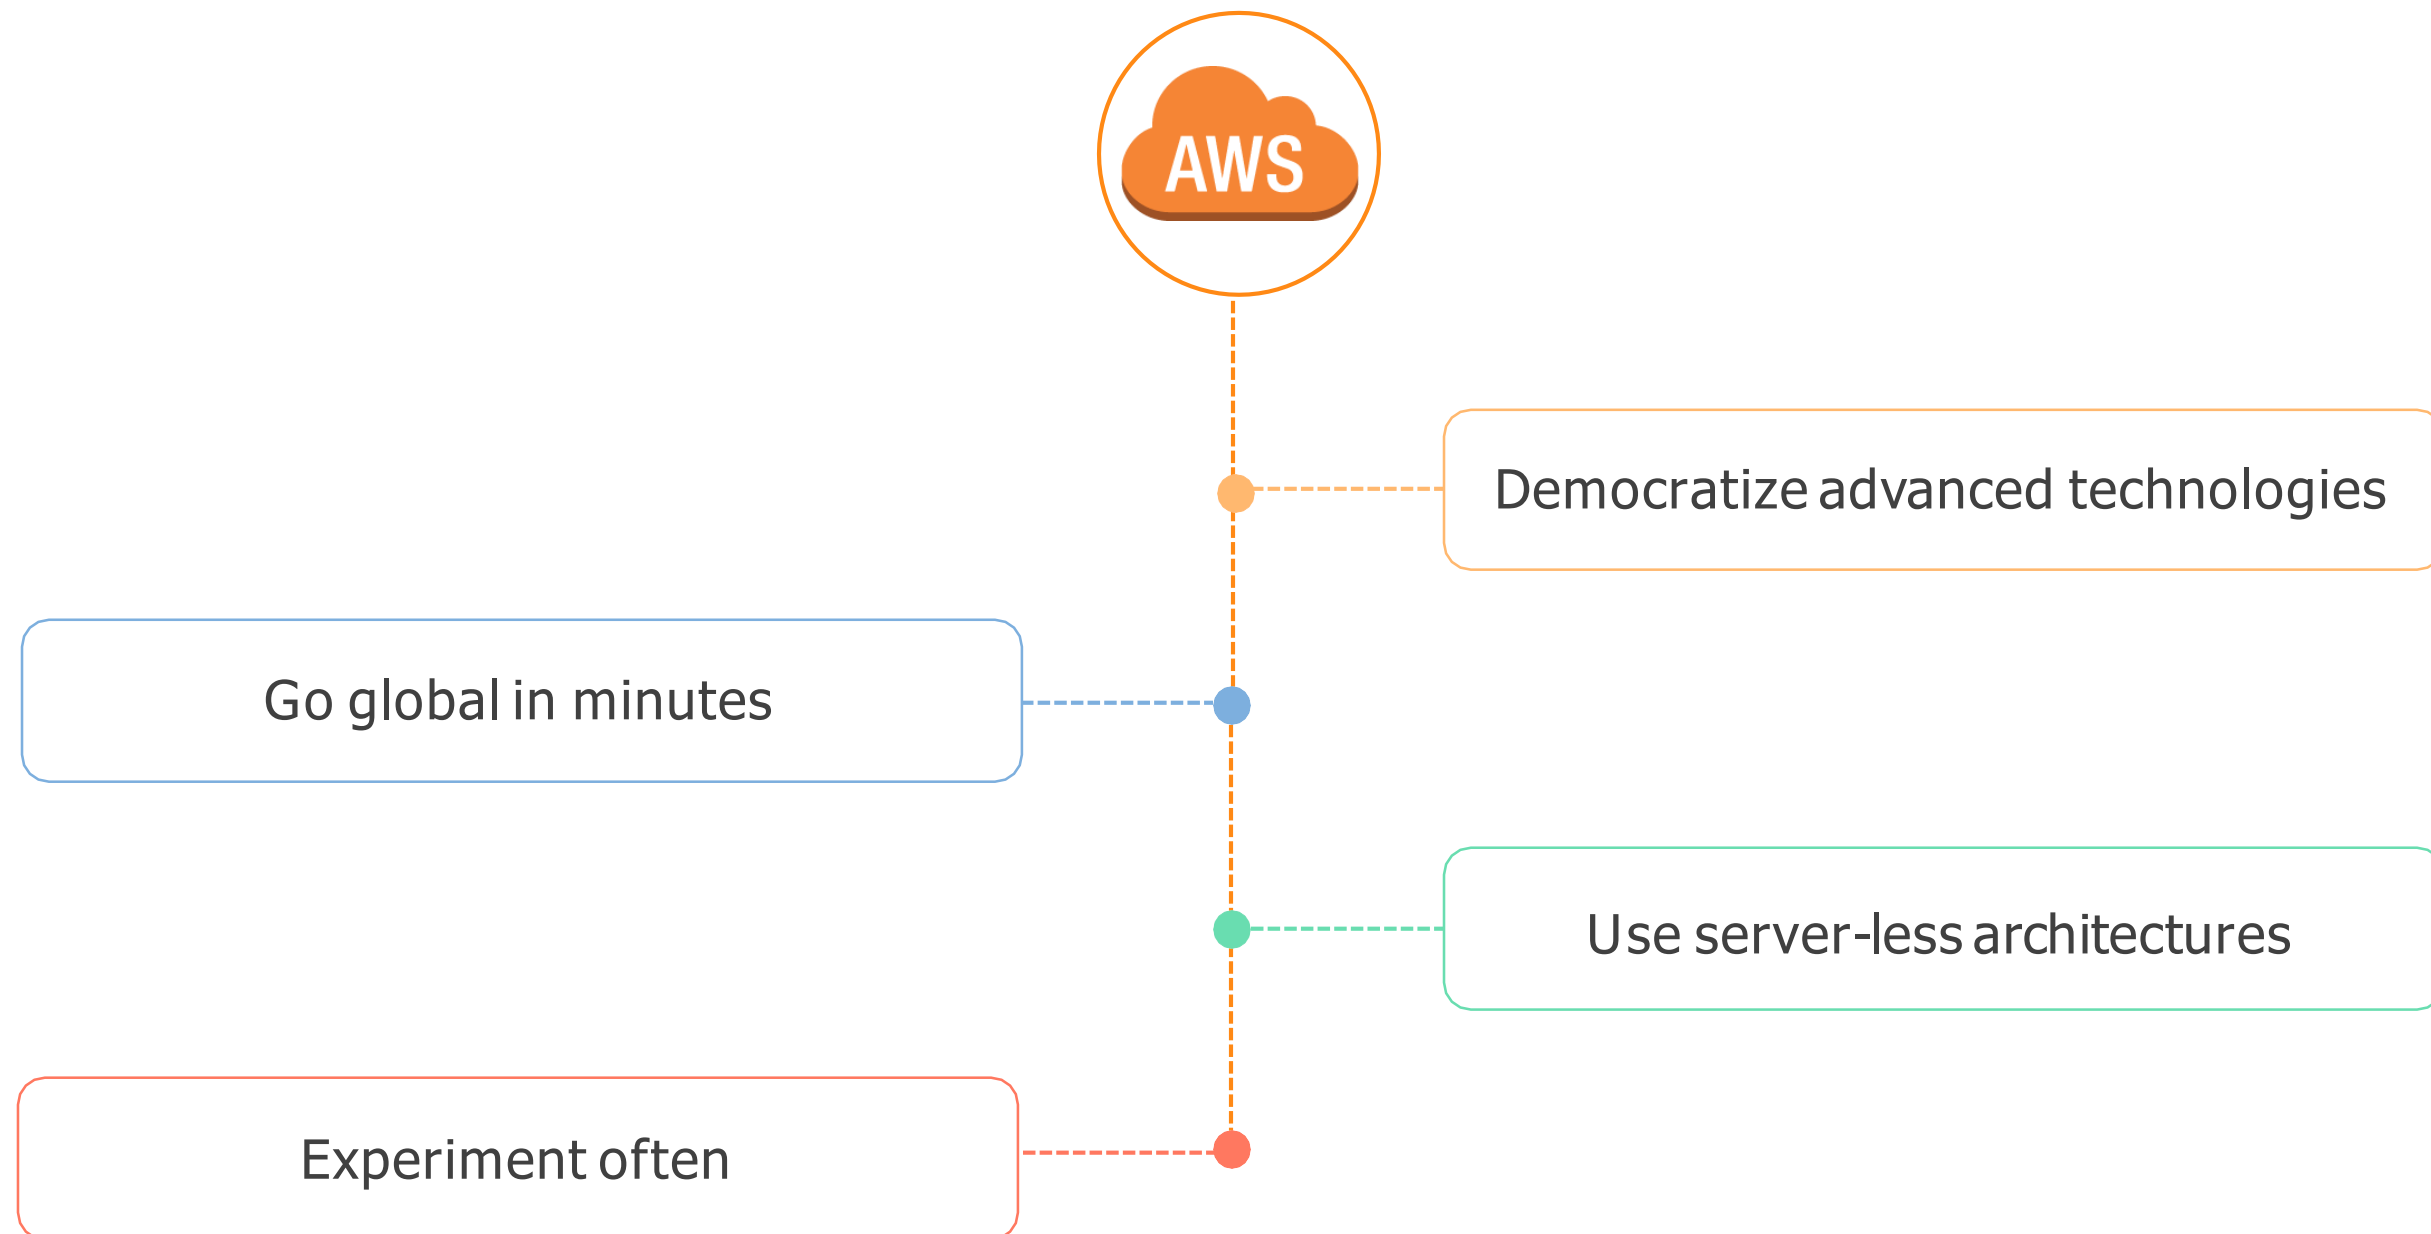 AWS
Democratize advanced technologies
Go global in minutes
Use server-less architectures
Experiment often